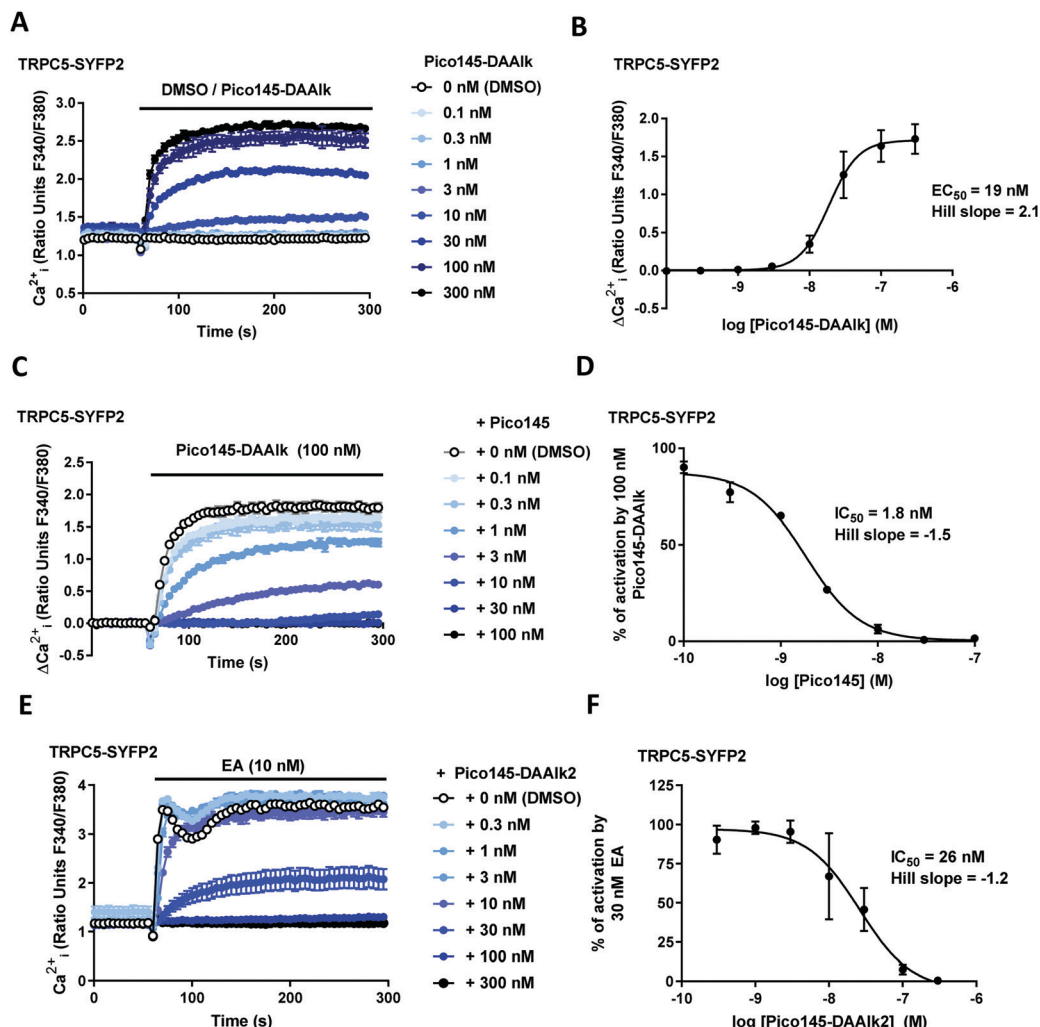 A
TRPC5-SYFP2
DMSO / Pico145-DAAlk
Ca2+i (Ratio Units F340/F380)
3.0
2.5
2.0
1.5
1.0
0.5
0
100
200
300
Time (s)
Pico145-DAAlk
0 nM (DMSO)
0.1 nM
0.3 nM
1 nM
3 nM
10 nM
30 nM
100 nM
300 nM
B
TRPC5-SYFP2
ΔCa2+i (Ratio Units F340/F380)
2.0
1.5
1.0
0.5
0.0
-0.5
-9
-8
-7
-6
log [Pico145-DAAlk] (M)
EC50 = 19 nM
Hill slope = 2.1
C
TRPC5-SYFP2
Pico145-DAAlk (100 nM)
ΔCa2+i (Ratio Units F340/F380)
2.5
2.0
1.5
1.0
0.5
0.0
-0.5
100
200
300
Time (s)
+ Pico145
+ 0 nM (DMSO)
+ 0.1 nM
+ 0.3 nM
+ 1 nM
+ 3 nM
+ 10 nM
+ 30 nM
+ 100 nM
D
TRPC5-SYFP2
% of activation by 100 nM
Pico145-DAAlk
100
50
0
-10
-9
-8
-7
log [Pico145] (M)
IC50 = 1.8 nM
Hill slope = -1.5
E
TRPC5-SYFP2
EA (10 nM)
Ca2+i (Ratio Units F340/F380)
4
3
2
1
0
0
100
200
300
Time (s)
+ Pico145-DAAlk2
+ 0 nM (DMSO)
+ 0.3 nM
+ 1 nM
+ 3 nM
+ 10 nM
+ 30 nM
+ 100 nM
+ 300 nM
F
TRPC5-SYFP2
% of activation by
30 nM EA
125
100
75
50
25
0
-10
-9
-8
-7
-6
log [Pico145-DAAlk2] (M)
IC50 = 26 nM
Hill slope = -1.2